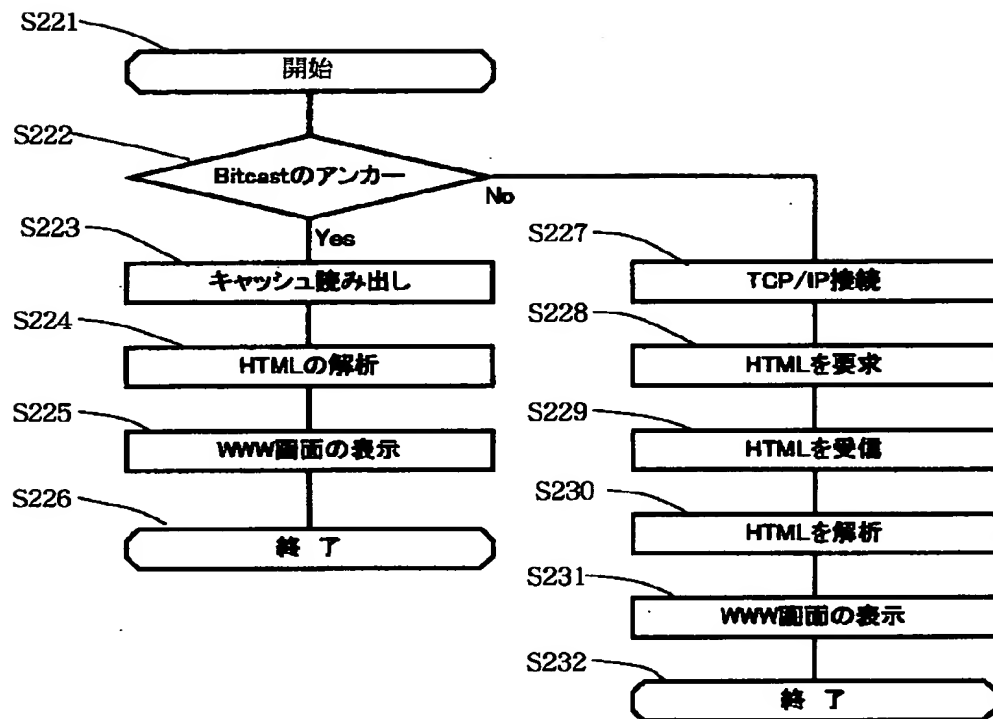 S221
開始
S222
Bitcastのアンカー
No
Yes
S223
キャッシュ読み出し
S224
HTMLの解析
S225
WWW画面の表示
S226
終 了
S227
TCP/IP接続
S228
HTMLを要求
S229
HTMLを受信
S230
HTMLを解析
S231
WWW画面の表示
S232
終 了